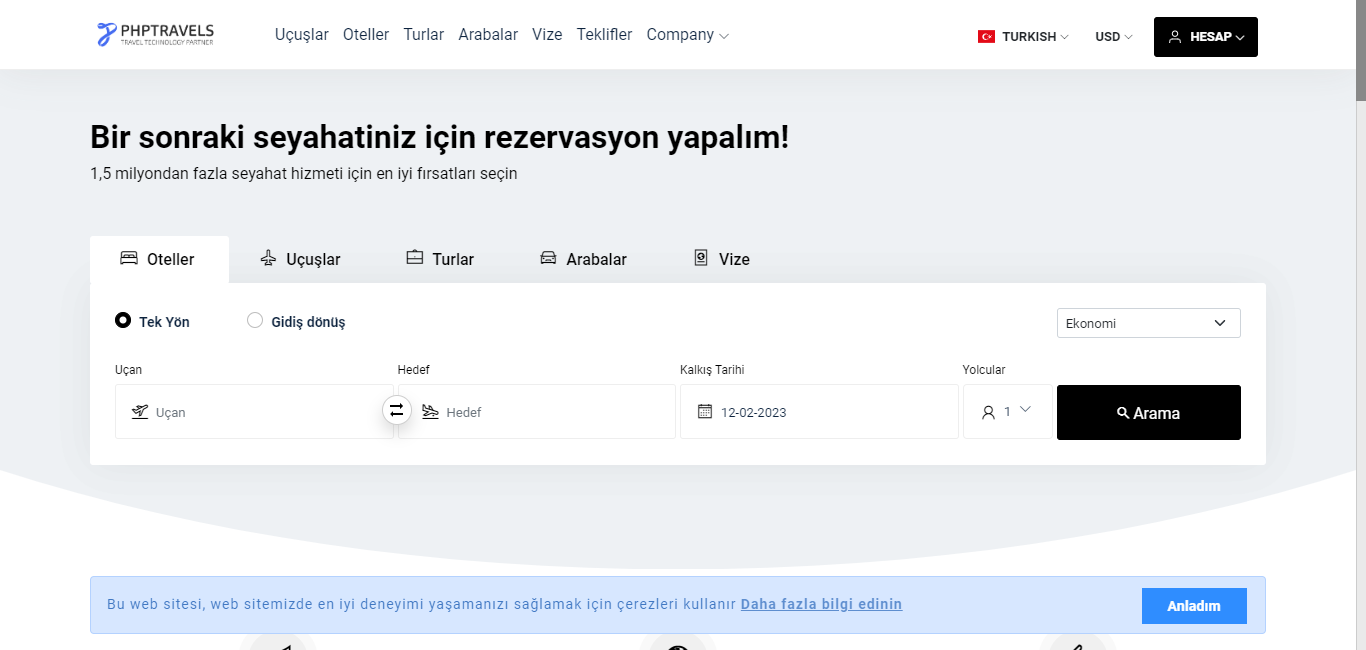 PHPTRAVELS
TRAVEL TECHNOLOGY PARTNER
Uçuşlar Oteller Turlar Arabalar Vize Teklifler Company
TURKISH USD HESAP
Bir sonraki seyahatiniz için rezervasyon yapalım!
1,5 milyondan fazla seyahat hizmeti için en iyi fırsatları seçin
Oteller Uçuşlar Turlar Arabalar Vize
Tek Yön Gidiş dönüş Ekonomi
Uçan Hedef Kalkış Tarihi Yolcular
Uçan Hedef 12-02-2023 1 Arama
Bu web sitesi, web sitemizde en iyi deneyimi yaşamanızı sağlamak için çerezleri kullanır Daha fazla bilgi edinin Anladım